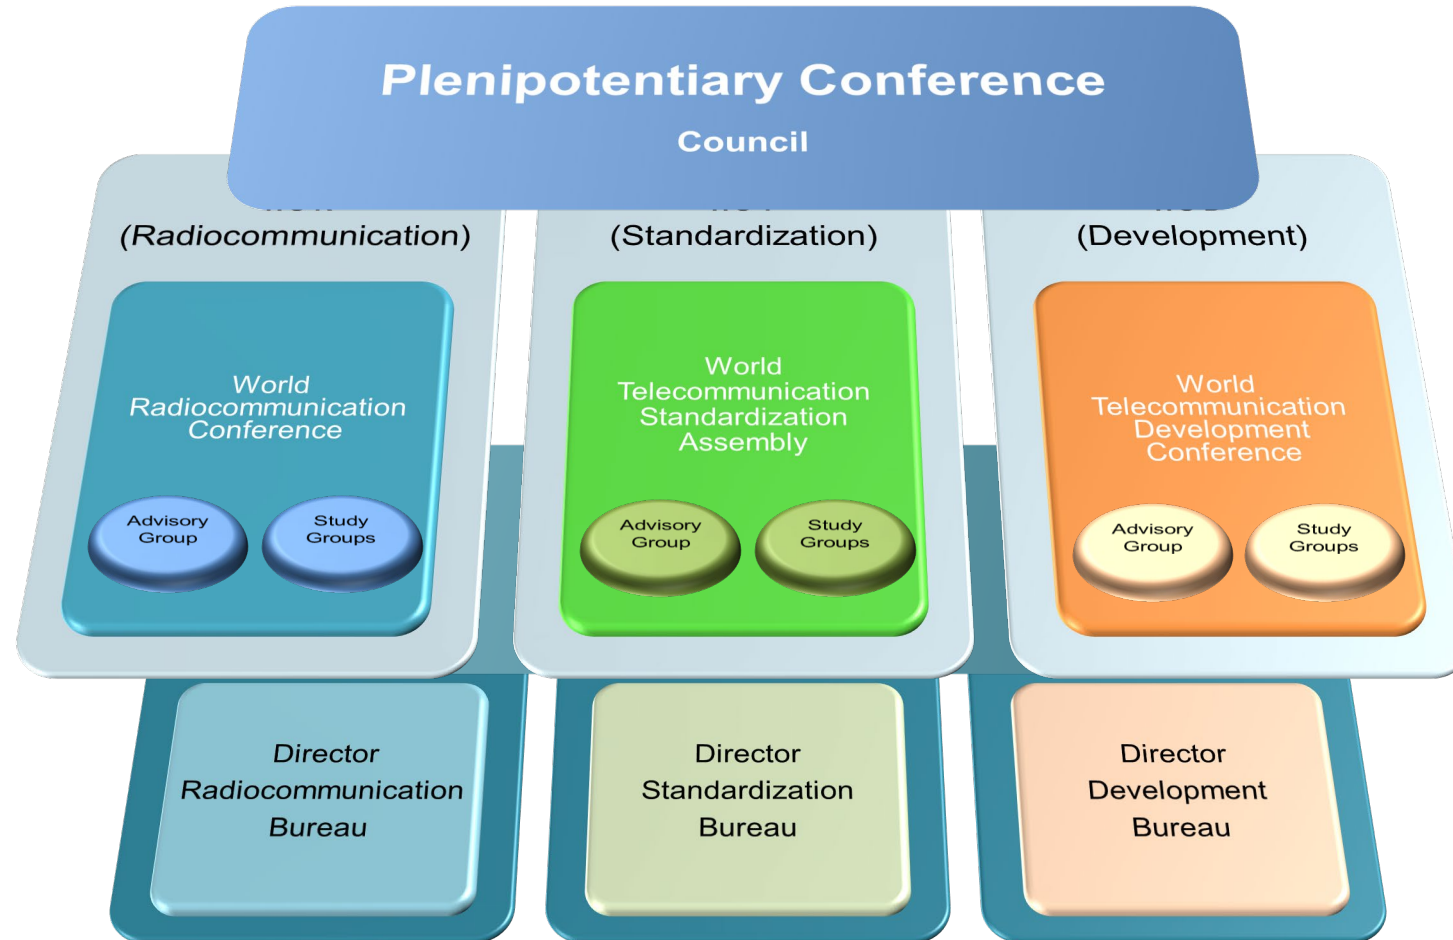 Plenipotentiary Conference
Council
(Radiocommunication)
World
Radiocommunication
Conference
Advisory
Group
Study
Groups
Director
Radiocommunication
Bureau
(Standardization)
World
Telecommunication
Standardization
Assembly
Advisory
Group
Study
Groups
Director
Standardization
Bureau
(Development)
World
Telecommunication
Development
Conference
Advisory
Group
Study
Groups
Director
Development
Bureau